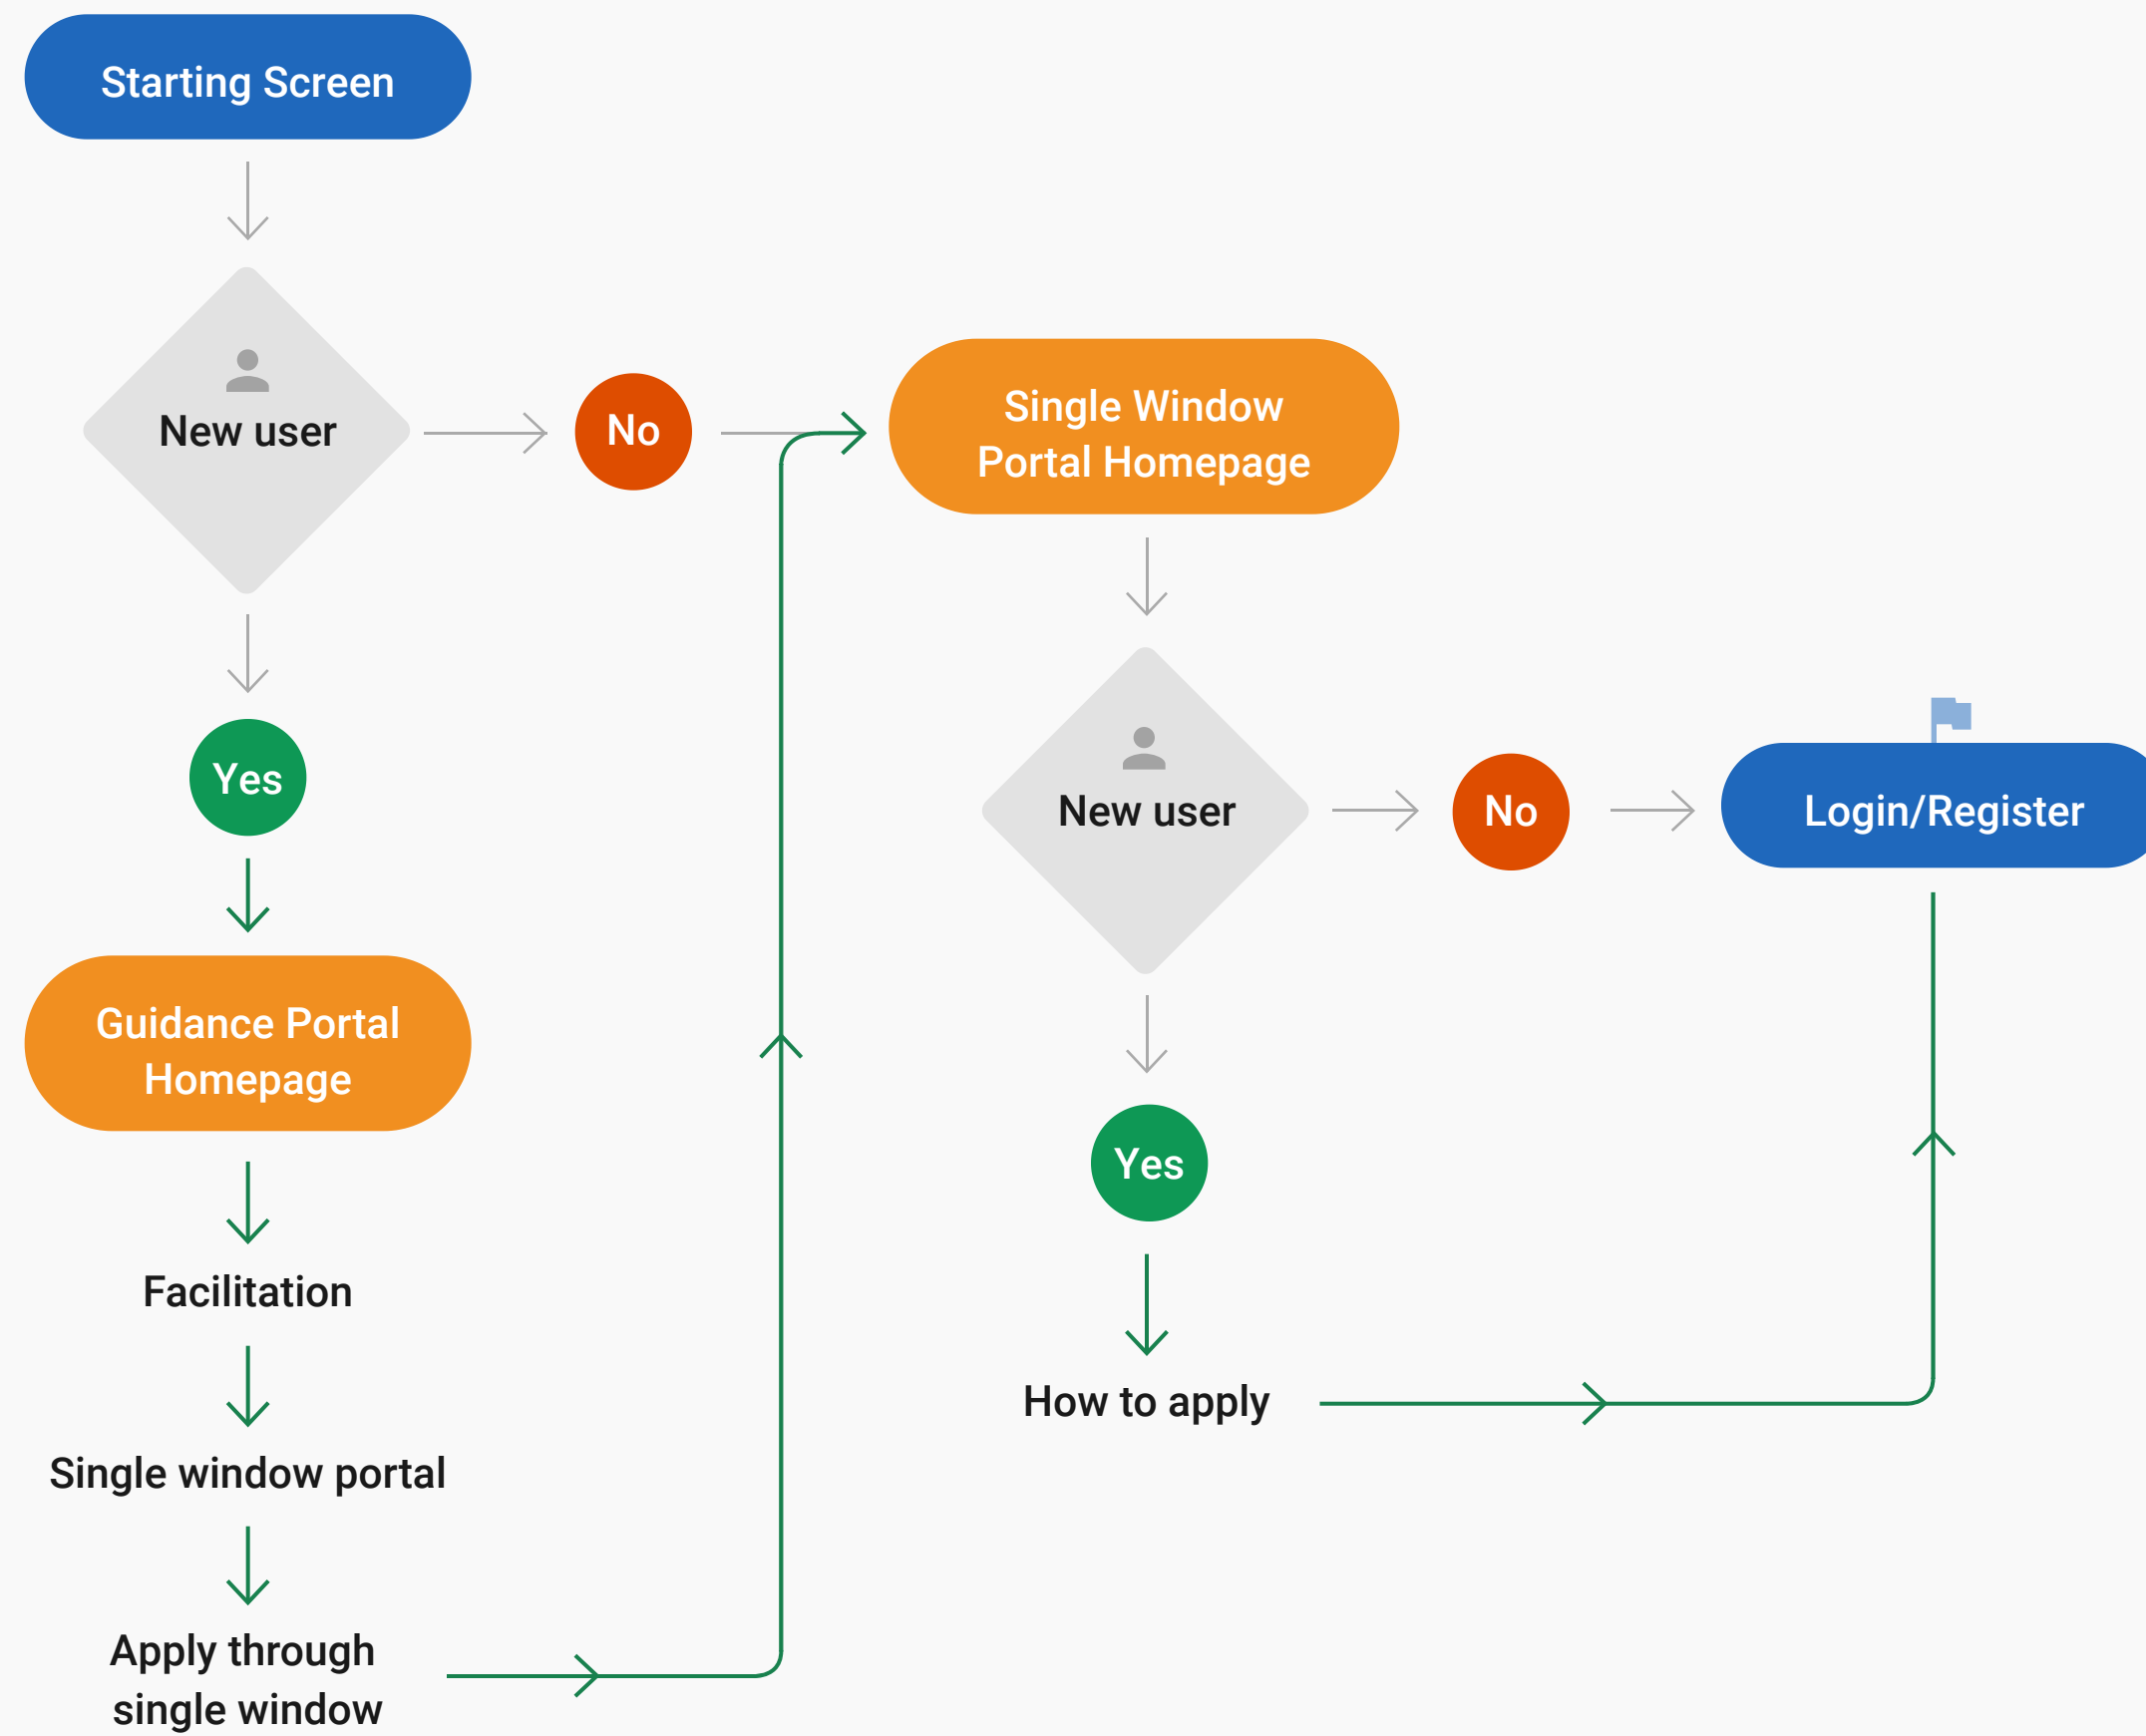 Starting Screen
New user
No
Single Window
Portal Homepage
Yes
New user
No
Login/Register
Guidance Portal
Homepage
Yes
Facilitation
How to apply
Single window portal
Apply through
single window